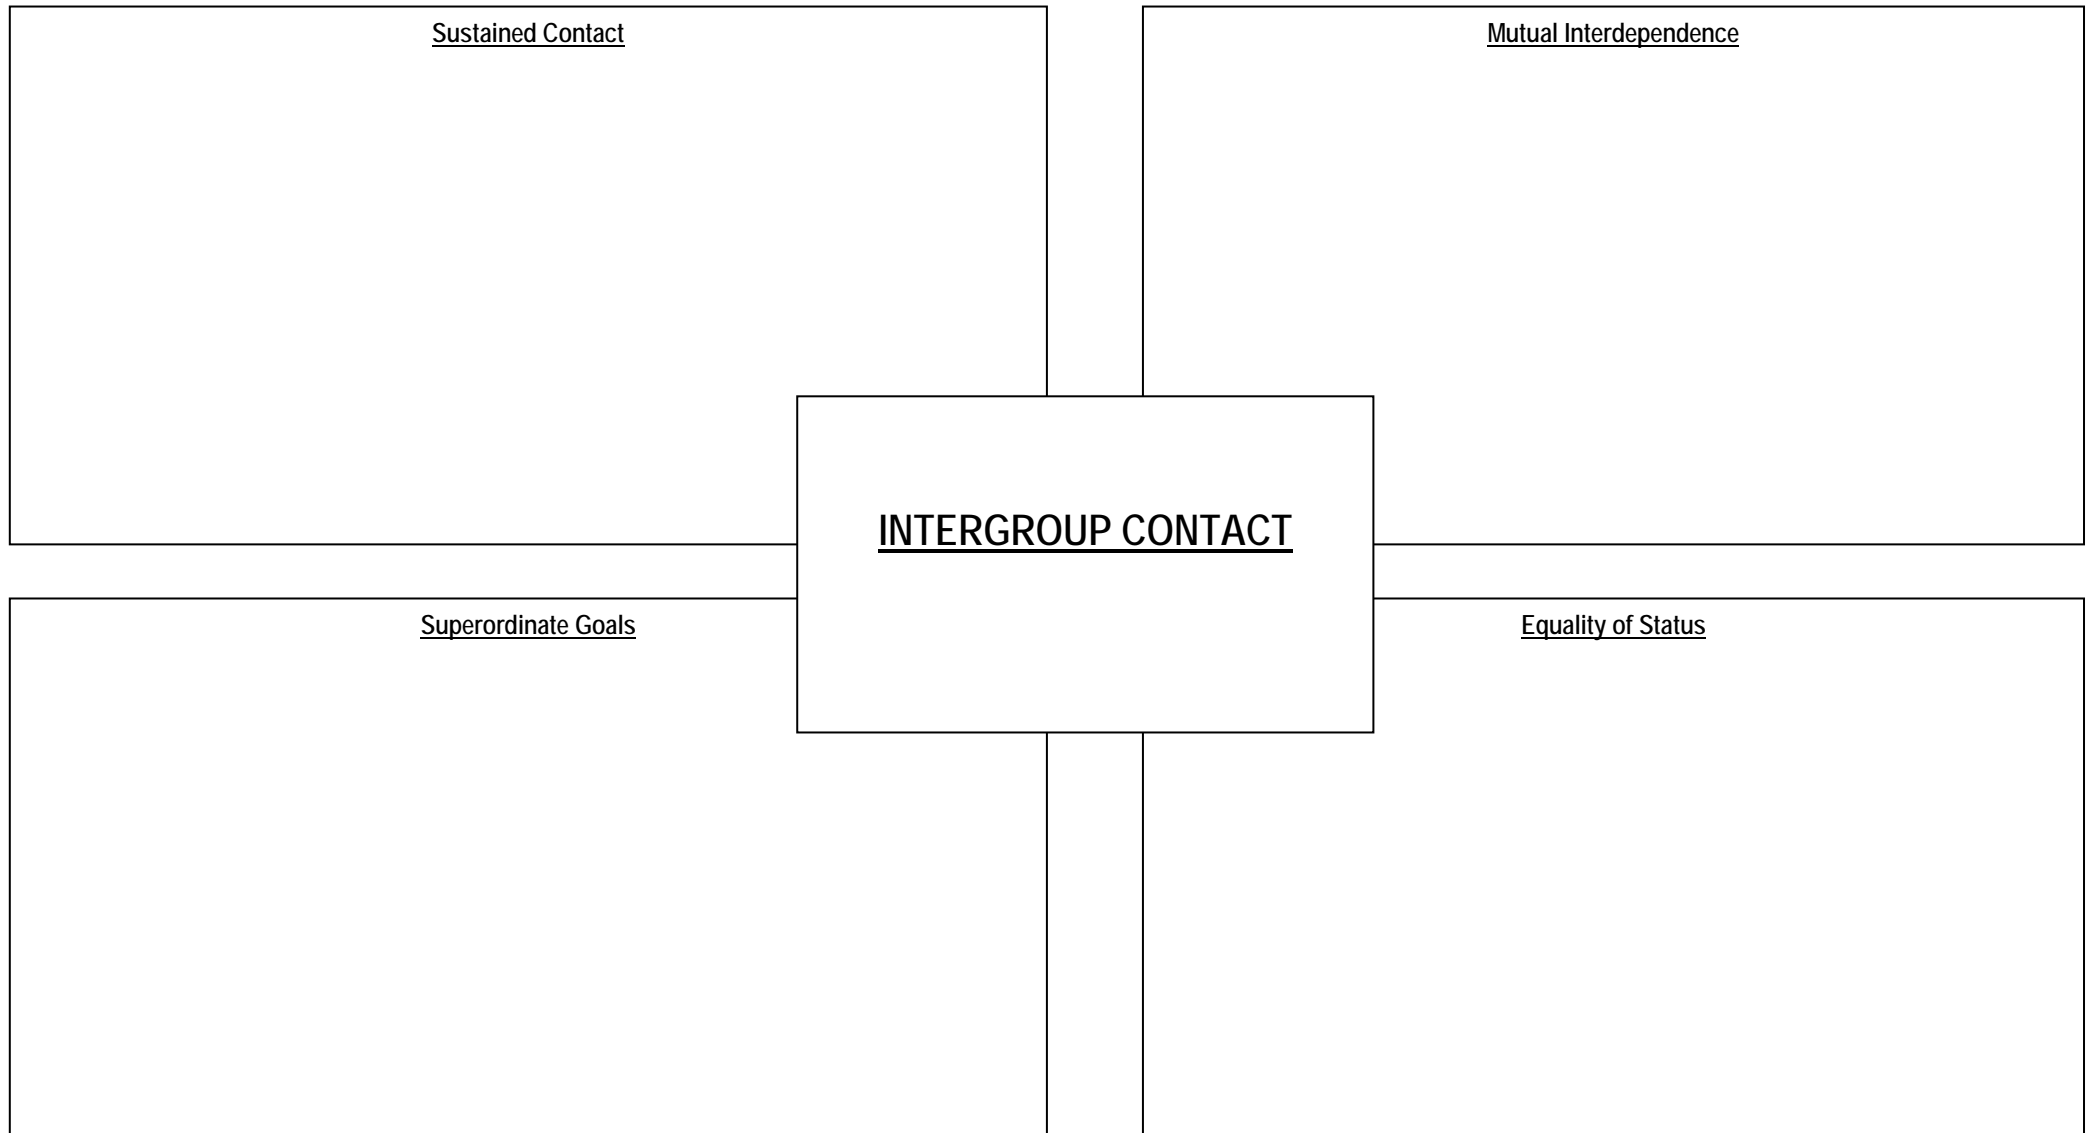 Sustained Contact
Mutual Interdependence
INTERGROUP CONTACT
Superordinate Goals
Equality of Status